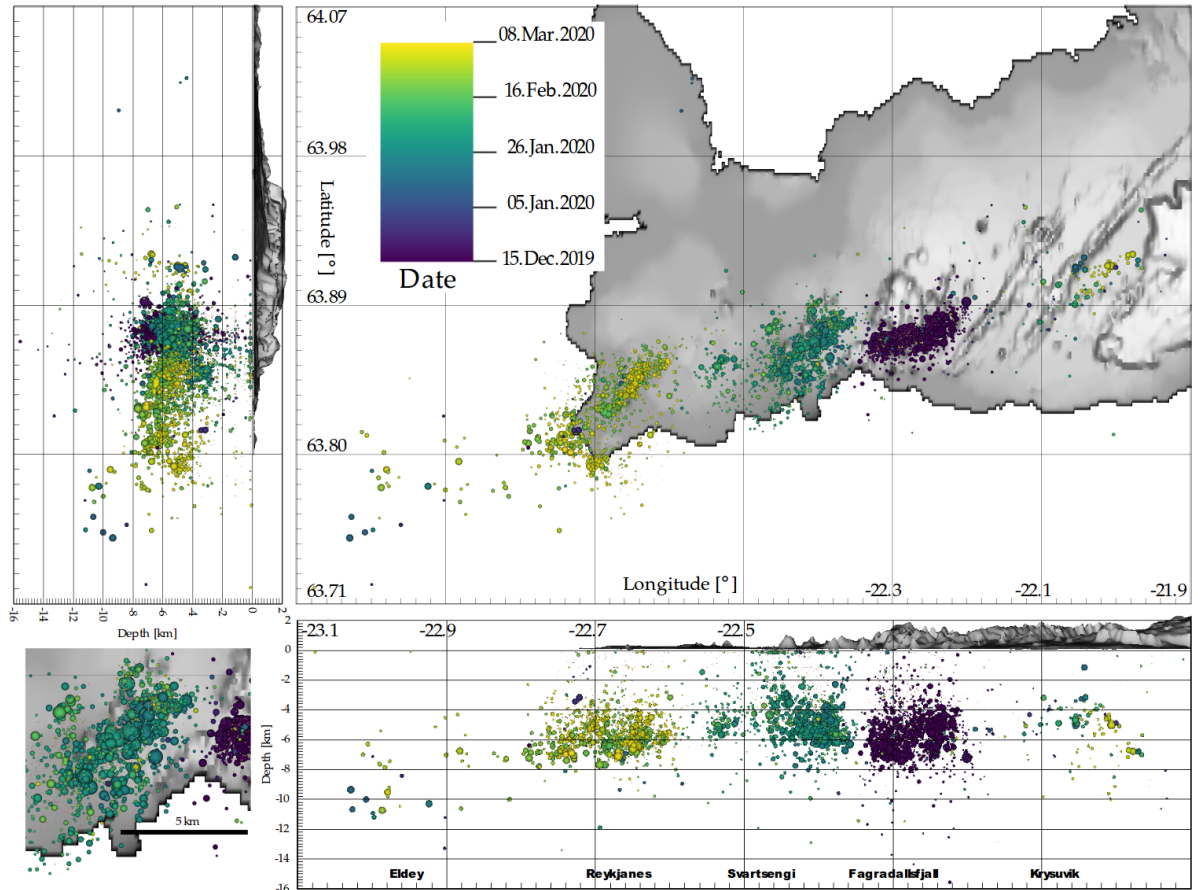 64.07
63.98
63.89
63.80
63.71
Latitude [°]
08.Mar.2020
16.Feb.2020
26.Jan.2020
05.Jan.2020
15.Dec.2019
Date
Longitude [°]
-22.3
-22.1
-21.9
-16
-14
-12
-10
-8
-6
-4
-2
0
2
Depth [km]
-23.1
-22.9
-22.7
-22.5
2
0
-2
-4
-6
-8
-10
-12
-14
-16
Depth [km]
5 km
Eldey
Reykjanes
Svartsengi
Fagradallsfjall
Krysuvik